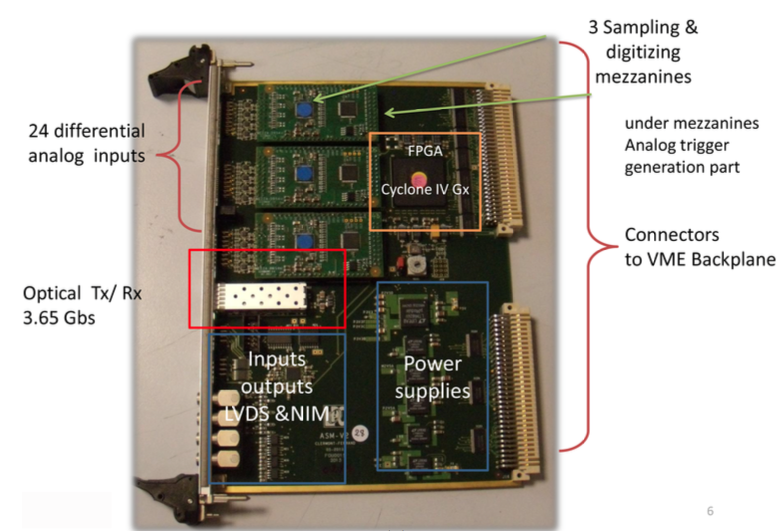 3 Sampling &
digitizing
mezzanines
24 differential
analog inputs
under mezzanines
Analog trigger
generation part
FPGA
Cyclone IV Gx
Connectors
to VME Backplane
Optical Tx/ Rx
3.65 Gbs
Inputs
outputs
LVDS &NIM
Power
supplies
ASM-V2
28
6